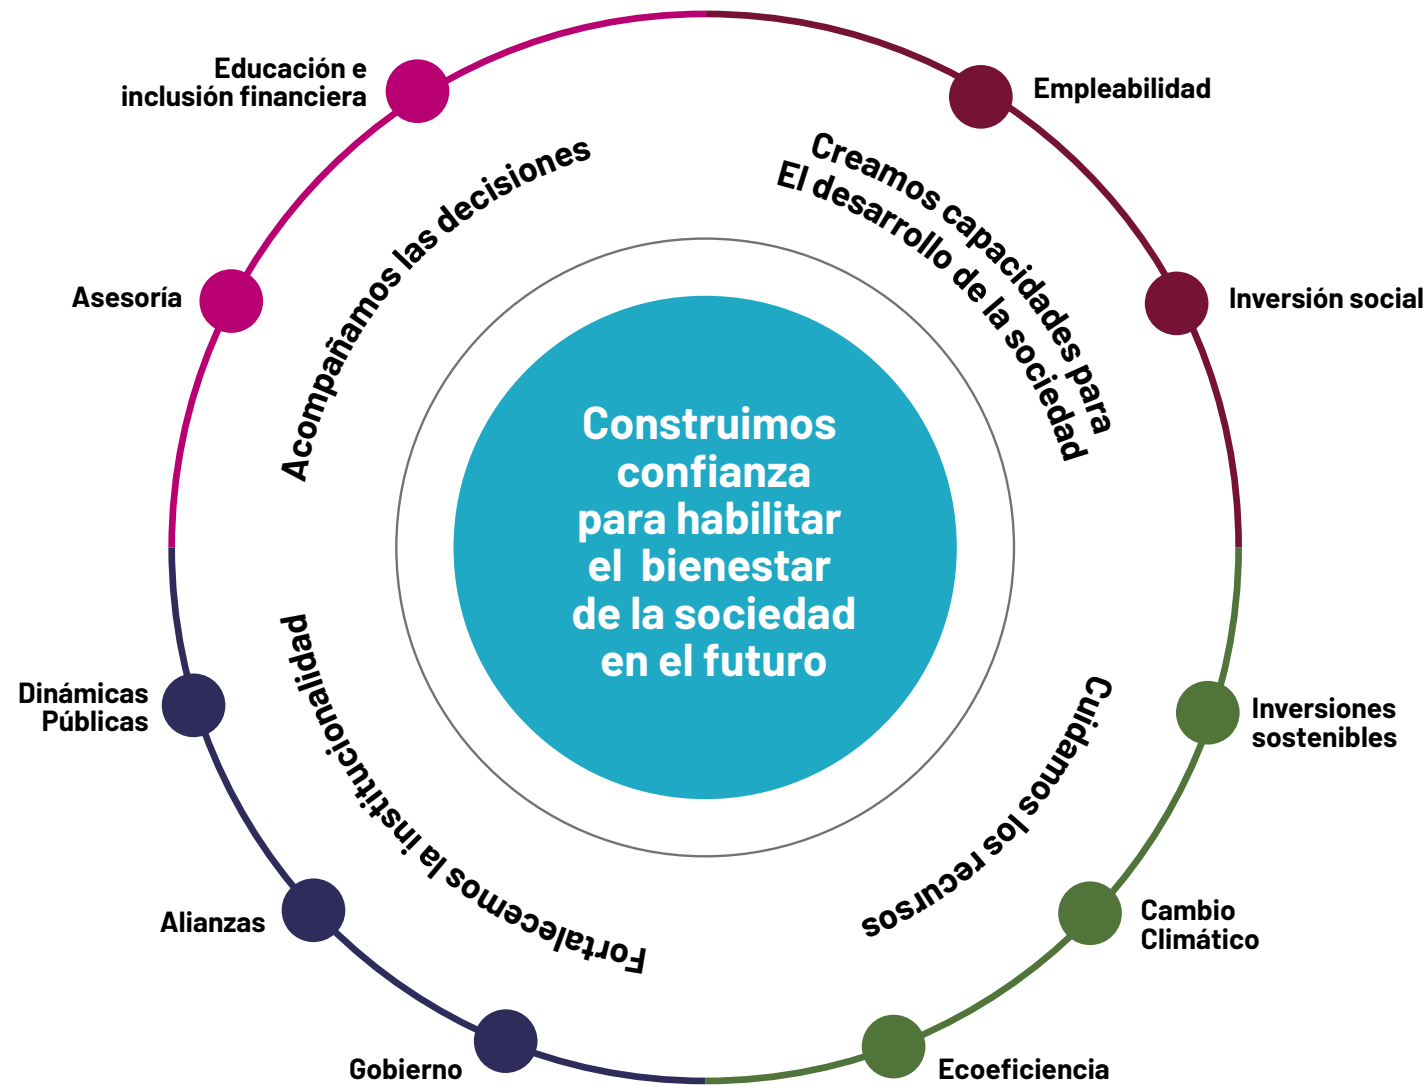 Educación e
inclusión financiera
Empleabilidad
Acompañamos las decisiones
Creamos capacidades para
El desarrollo de la sociedad
Asesoría
Inversión social
Construimos
confianza
para habilitar
el bienestar
de la sociedad
en el futuro
Fortalecemos la institucionalidad
Cuidamos los recursos
Dinámicas
Públicas
Inversiones
sostenibles
Alianzas
Cambio
Climático
Gobierno
Ecoeficiencia